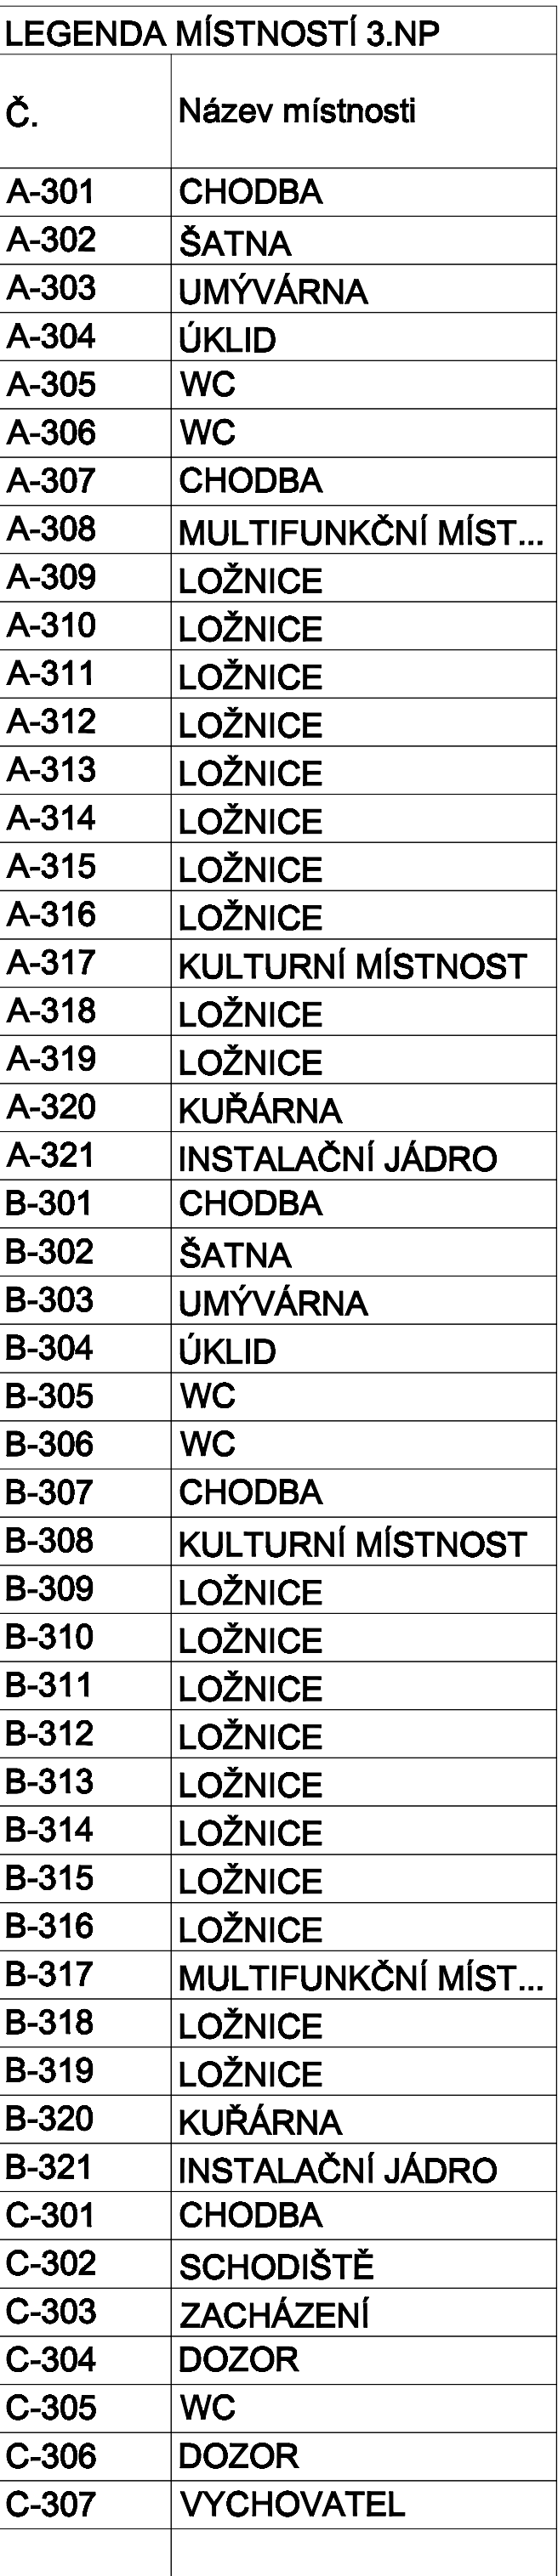 LEGENDA MÍSTNOSTÍ 3.NP
Č. Název místnosti
A-301 CHODBA
A-302 ŠATNA
A-303 UMÝVÁRNA
A-304 ÚKLID
A-305 WC
A-306 WC
A-307 CHODBA
A-308 MULTIFUNKČNÍ MÍST...
A-309 LOŽNICE
A-310 LOŽNICE
A-311 LOŽNICE
A-312 LOŽNICE
A-313 LOŽNICE
A-314 LOŽNICE
A-315 LOŽNICE
A-316 LOŽNICE
A-317 KULTURNÍ MÍSTNOST
A-318 LOŽNICE
A-319 LOŽNICE
A-320 KUŘÁRNA
A-321 INSTALAČNÍ JÁDRO
B-301 CHODBA
B-302 ŠATNA
B-303 UMÝVÁRNA
B-304 ÚKLID
B-305 WC
B-306 WC
B-307 CHODBA
B-308 KULTURNÍ MÍSTNOST
B-309 LOŽNICE
B-310 LOŽNICE
B-311 LOŽNICE
B-312 LOŽNICE
B-313 LOŽNICE
B-314 LOŽNICE
B-315 LOŽNICE
B-316 LOŽNICE
B-317 MULTIFUNKČNÍ MÍST...
B-318 LOŽNICE
B-319 LOŽNICE
B-320 KUŘÁRNA
B-321 INSTALAČNÍ JÁDRO
C-301 CHODBA
C-302 SCHODIŠTĚ
C-303 ZACHÁZENÍ
C-304 DOZOR
C-305 WC
C-306 DOZOR
C-307 VYCHOVATEL